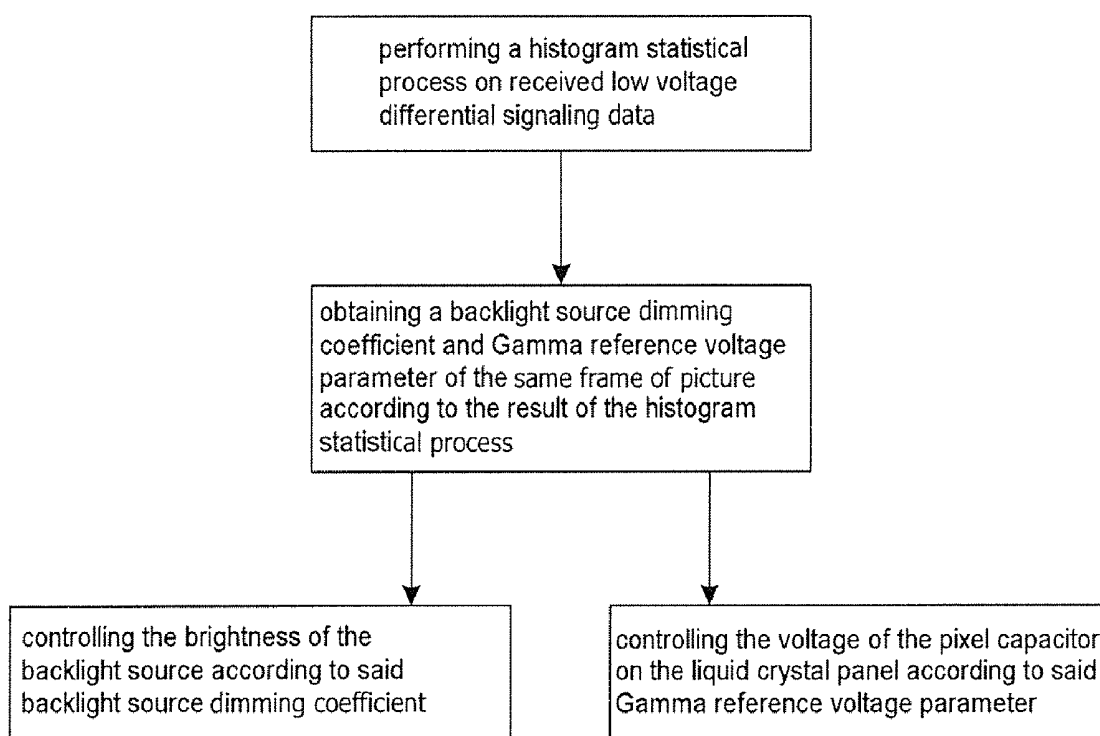 performing a histogram statistical
process on received low voltage
differential signaling data
obtaining a backlight source dimming
coefficient and Gamma reference voltage
parameter of the same frame of picture
according to the result of the histogram
statistical process
controlling the brightness of the
backlight source according to said
backlight source dimming coefficient
controlling the voltage of the pixel capacitor
on the liquid crystal panel according to said
Gamma reference voltage parameter